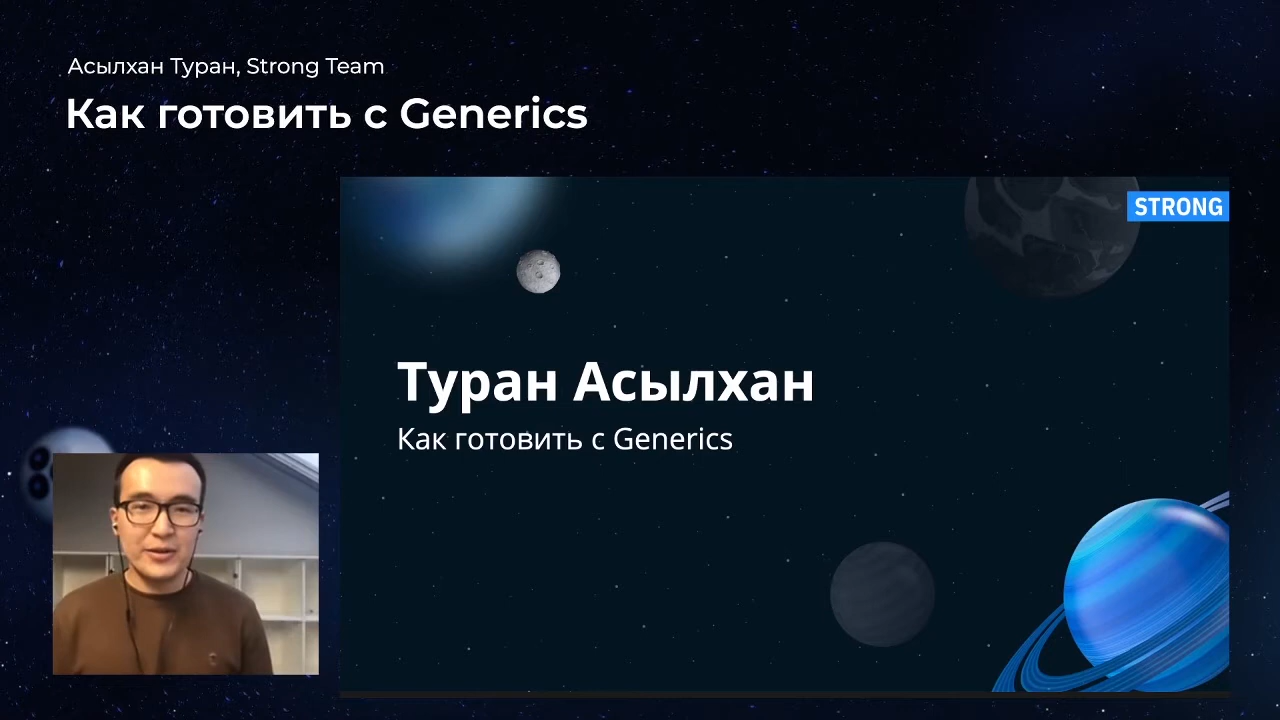 Асылхан Туран, Strong Team
Как готовить с Generics
STRONG
Туран Асылхан
Как готовить с Generics